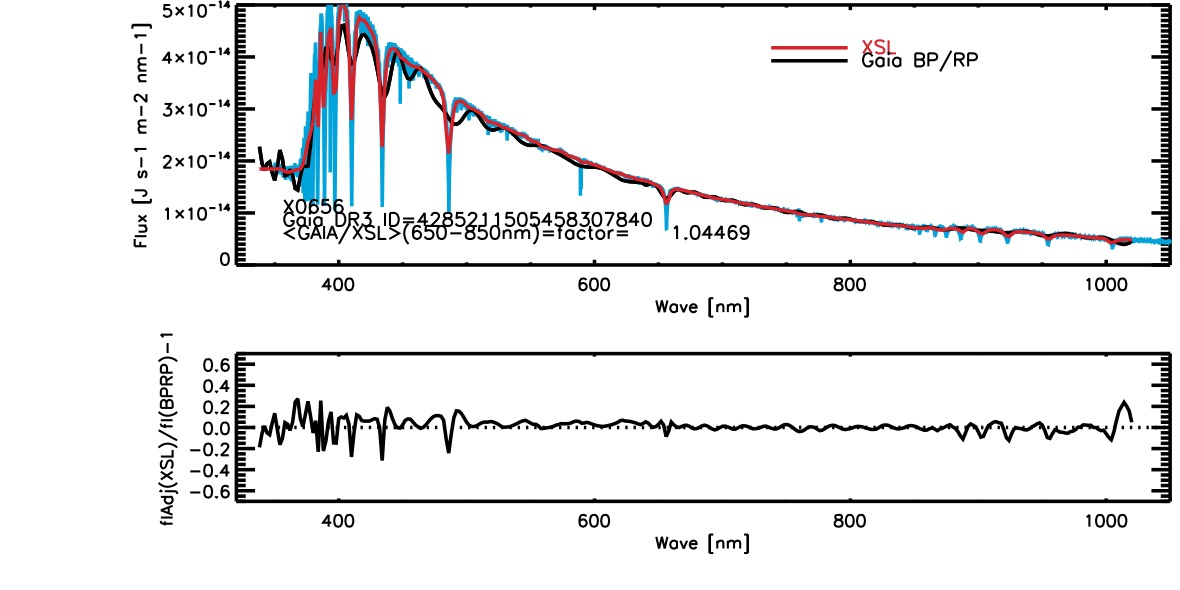 Flux [J s−1 m−2 nm−1]
5×10−14
4×10−14
3×10−14
2×10−14
1×10−14
0
XSL
Gaia BP/RP
X0656
Gaia DR3 ID=4285211505458307840
<GAIA/XSL>(650−850nm)=factor= 1.04469
400 600 800 1000
Wave [nm]
flAdj(XSL)/fl(BPRP)−1
0.6
0.4
0.2
0.0
−0.2
−0.4
−0.6
400 600 800 1000
Wave [nm]